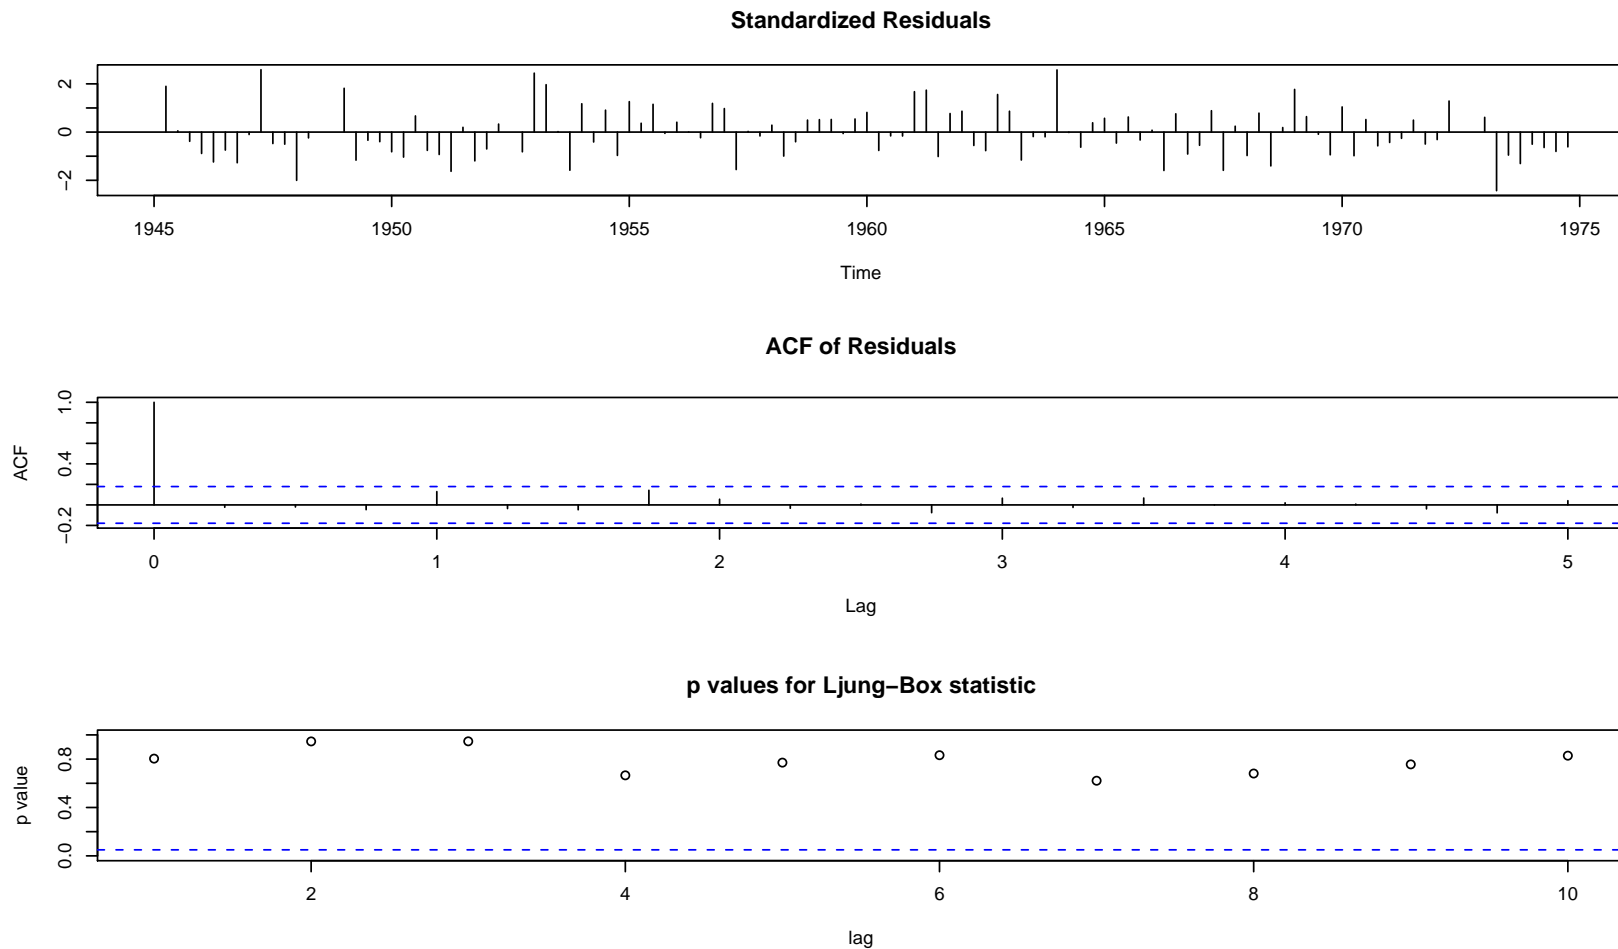 Standardized Residuals
2
0
−2
1945 1950 1955 1960 1965 1970 1975
Time
ACF of Residuals
1.0
0.4
−0.2
ACF
0 1 2 3 4 5
Lag
p values for Ljung−Box statistic
0.8
0.4
0.0
p value
2 4 6 8 10
lag